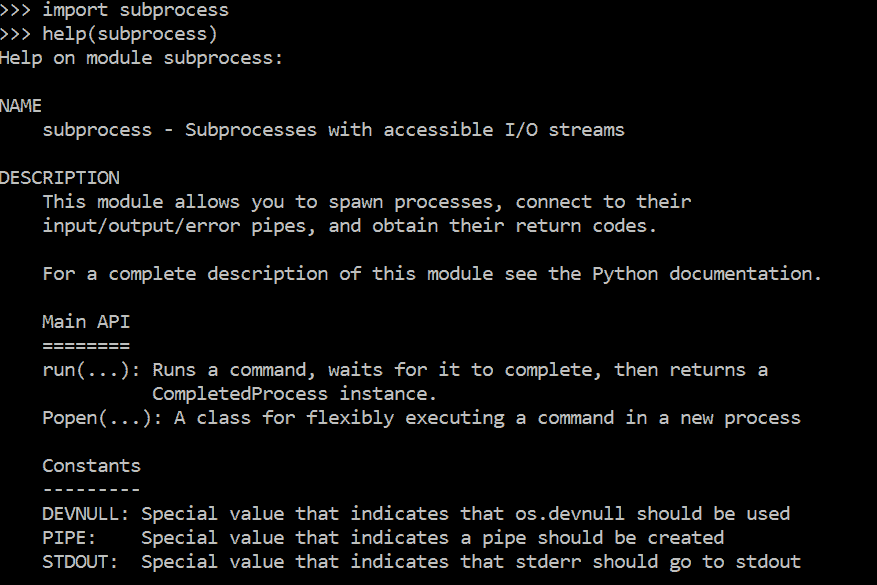 >>> import subprocess
>>> help(subprocess)
Help on module subprocess:
NAME
subprocess - Subprocesses with accessible I/O streams
DESCRIPTION
This module allows you to spawn processes, connect to their
input/output/error pipes, and obtain their return codes.
For a complete description of this module see the Python documentation.
Main API
========
run(...): Runs a command, waits for it to complete, then returns a
CompletedProcess instance.
Popen(...): A class for flexibly executing a command in a new process
Constants
---------
DEVNULL: Special value that indicates that os.devnull should be used
PIPE:    Special value that indicates a pipe should be created
STDOUT:  Special value that indicates that stderr should go to stdout